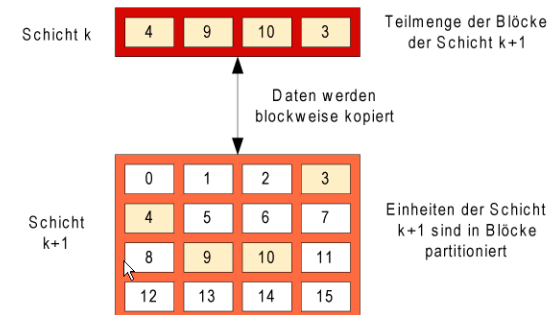 Schicht k
4 9 10 3
Teilmenge der Blöcke
der Schicht k+1
Daten werden
blockweise kopiert
0 1 2 3
4 5 6 7
8 9 10 11
12 13 14 15
Schicht
k+1
Einheiten der Schicht
k+1 sind in Blöcke
partitioniert